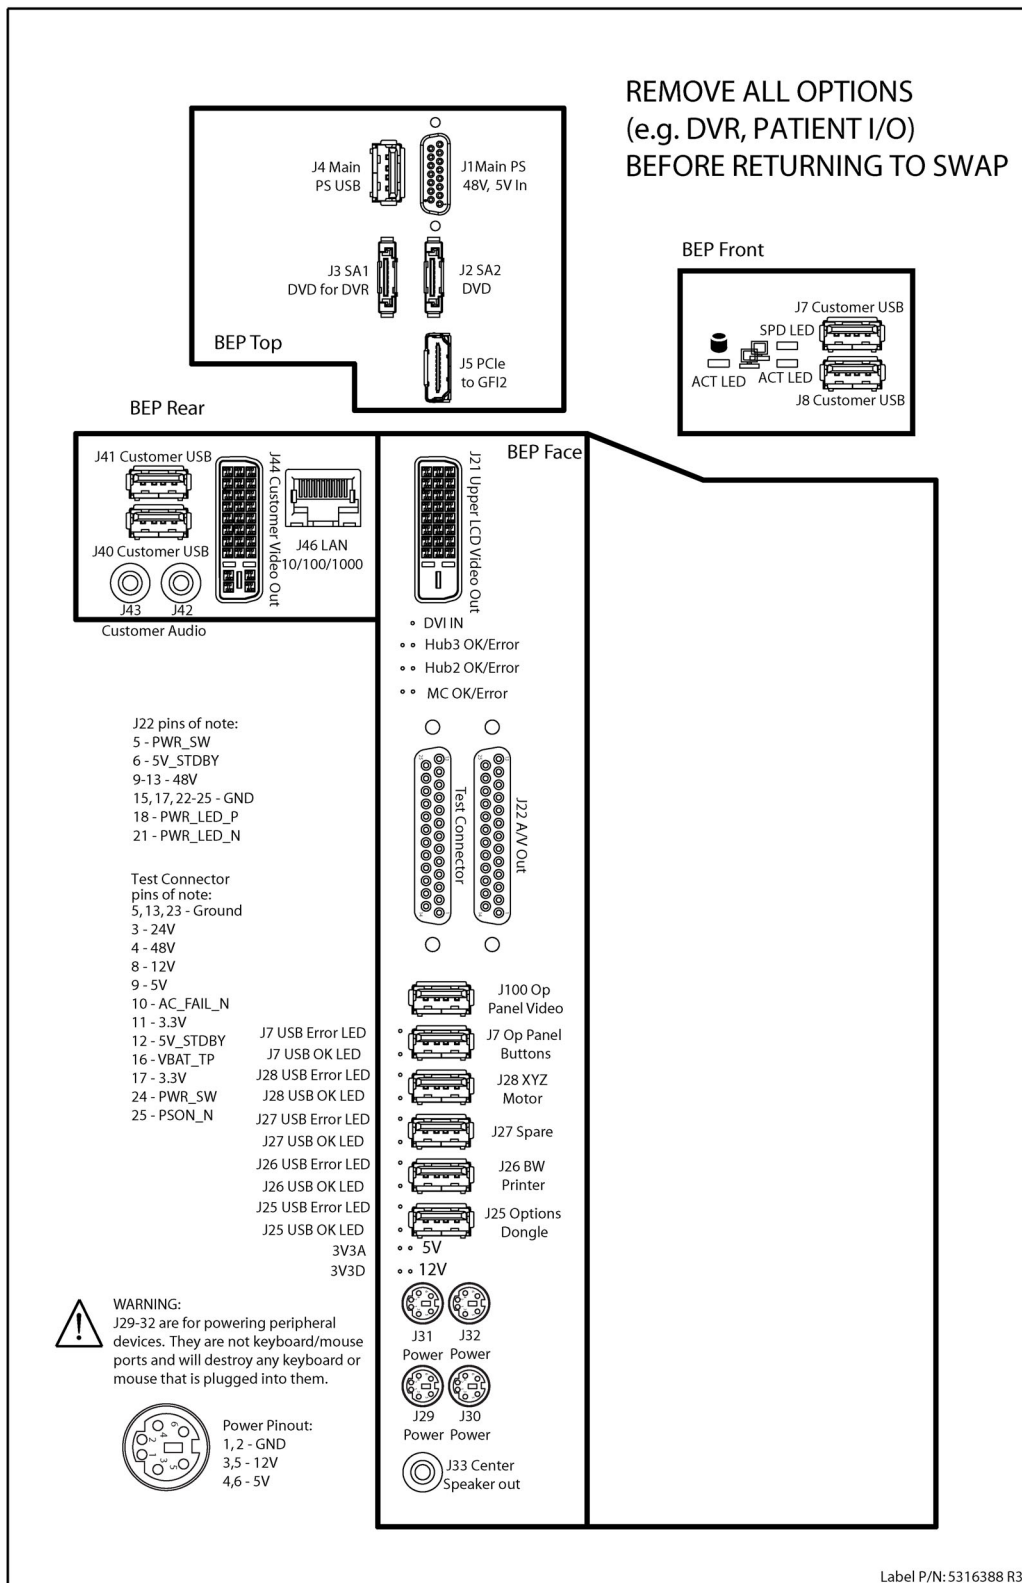 REMOVE ALL OPTIONS
(e.g. DVR, PATIENT I/O)
BEFORE RETURNING TO SWAP
J4 Main
PS USB
J1Main PS
48V, 5V In
J3 SA1
DVD for DVR
J2 SA2
DVD
BEP Top
J5 PCIe
to GFI2
BEP Front
J7 Customer USB
SPD LED
ACT LED
ACT LED
J8 Customer USB
BEP Rear
J41 Customer USB
J40 Customer USB
J44 Customer Video Out
J46 LAN
10/100/1000
J43
J42
Customer Audio
BEP Face
J21 Upper LCD Video Out
DVI IN
Hub3 OK/Error
Hub2 OK/Error
MC OK/Error
J22 pins of note:
5 - PWR_SW
6 - 5V_STDBY
9-13 - 48V
15, 17, 22-25 - GND
18 - PWR_LED_P
21 - PWR_LED_N
Test Connector
J22 A/V Out
Test Connector
pins of note:
5, 13, 23 - Ground
3 - 24V
4 - 48V
8 - 12V
9 - 5V
10 - AC_FAIL_N
11 - 3.3V
12 - 5V_STDBY
16 - VBAT_TP
17 - 3.3V
24 - PWR_SW
25 - PSON_N
J100 Op
Panel Video
J7 USB Error LED
J7 USB OK LED
J7 Op Panel
Buttons
J28 USB Error LED
J28 USB OK LED
J28 XYZ
Motor
J27 USB Error LED
J27 USB OK LED
J27 Spare
J26 USB Error LED
J26 USB OK LED
J26 BW
Printer
J25 USB Error LED
J25 USB OK LED
J25 Options
Dongle
3V3A
5V
3V3D
12V
WARNING:
J29-32 are for powering peripheral
devices. They are not keyboard/mouse
ports and will destroy any keyboard or
mouse that is plugged into them.
J31
Power
J32
Power
J29
Power
J30
Power
6
4
2
1
3
5
Power Pinout:
1, 2 - GND
3,5 - 12V
4,6 - 5V
J33 Center
Speaker out
Label P/N: 5316388 R3